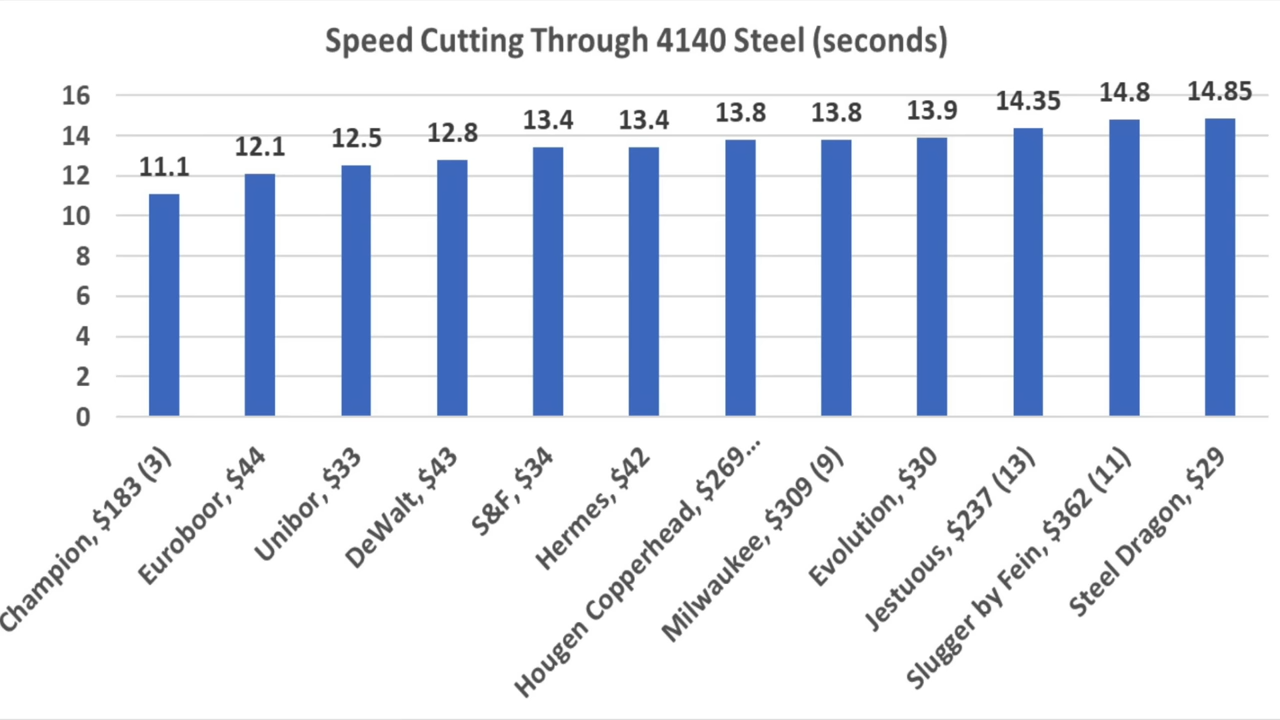 Speed Cutting Through 4140 Steel (seconds)
16
14
12
10
8
6
4
2
0
11.1
12.1
12.5
12.8
13.4
13.4
13.8
13.8
13.9
14.35
14.8
14.85
Champion, $183 (3)
Euroboor, $44
Unibor, $33
DeWalt, $43
S&F, $34
Hermes, $42
Hougen Copperhead, $269...
Milwaukee, $309 (9)
Evolution, $30
Jestuous, $237 (13)
Slugger by Fein, $362 (11)
Steel Dragon, $29